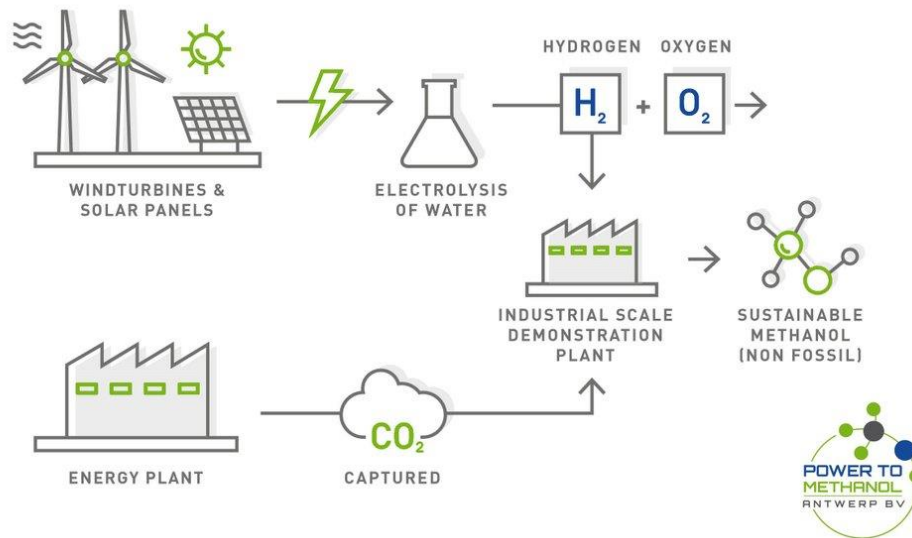 HYDROGEN
OXYGEN
H₂ + O₂
WINDTURBINES &
SOLAR PANELS
ELECTROLYSIS
OF WATER
INDUSTRIAL SCALE
DEMONSTRATION
PLANT
SUSTAINABLE
METHANOL
(NON FOSSIL)
CO₂
ENERGY PLANT
CAPTURED
POWER TO
METHANOL
ANTWERP BV